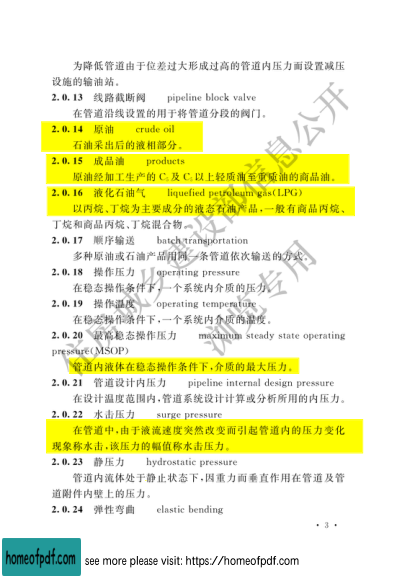 为降低管道由于位差过大形成过高的管道内压力而设置减压
设施的输油站。
2.0.13 线路截断阀 pipeline block valve
在管道沿线设置的用于将管道分段的阀门。
2.0.14 原油 crude oil
石油采出后的液相部分。
2.0.15 成品油 products
原油经加工生产的 C₅及 C₅以上轻质油至重质油的商品油。
2.0.16 液化石油气 liquefied petroleum gas(LPG)
以丙烷、丁烷为主要成分的液态石油产品,一般有商品丙烷、
丁烷和商品丙烷、丁烷混合物。
2.0.17 顺序输送 batch transportation
多种原油或石油产品用同一条管道依次输送的方式。
2.0.18 操作压力 operating pressure
在稳态操作条件下,一个系统内介质的压力。
2.0.19 操作温度 operating temperature
在稳态操作条件下,一个系统内介质的温度。
2.0.20 最高稳态操作压力 maximum steady state operating
pressure(MSOP)
管道内液体在稳态操作条件下,介质的最大压力。
2.0.21 管道设计内压力 pipeline internal design pressure
在设计温度范围内,管道系统设计计算或分析所用的内压力。
2.0.22 水击压力 surge pressure
在管道中,由于液流速度突然改变而引起管道内的压力变化
现象称水击,该压力的幅值称水击压力。
2.0.23 静压力 hydrostatic pressure
管道内流体处于静止状态下,因重力而垂直作用在管道及管
道附件内壁上的压力。
2.0.24 弹性弯曲 elastic bending
• 3 •
住房城乡建设部信息公开
浏览专用
homeofpdf.com
see more please visit: https://homeofpdf.com